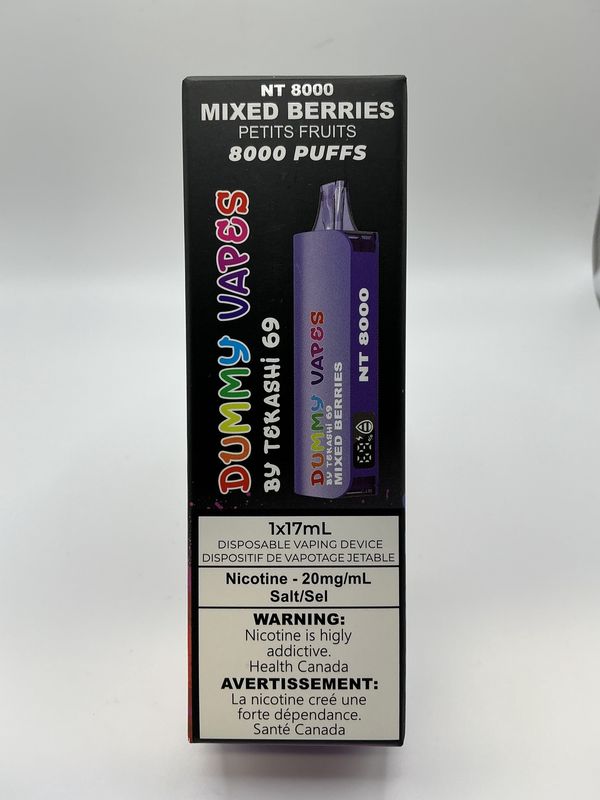 NT 8000
MIXED BERRIES
PETITS FRUITS
8000 PUFFS
DUMMY VAPES
BY TEKASHI 69
DUMMY VAPES
BY TEKASHI 69
MIXED BERRIES
NT 8000
1x17mL
DISPOSABLE VAPING DEVICE
DISPOSITIF DE VAPOTAGE JETABLE
Nicotine - 20mg/mL
Salt/Sel
WARNING:
Nicotine is higly
addictive.
Health Canada
AVERTISSEMENT:
La nicotine creé une
forte dépendance.
Santé Canada